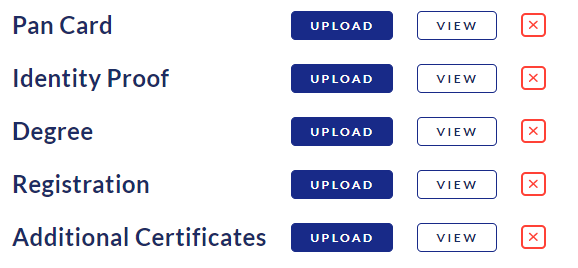 Pan Card UPLOAD VIEW
Identity Proof UPLOAD VIEW
Degree UPLOAD VIEW
Registration UPLOAD VIEW
Additional Certificates UPLOAD VIEW